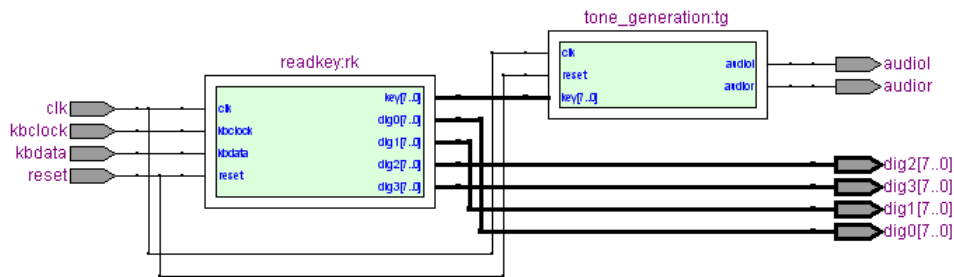 tone_generation:tg
clk
reset
key[7..0]
audiol
audior
audiol
audior
readkey:rk
clk
kbclock
kbdata
reset
clk
kbclock
kbdata
reset
key[7..0]
dig0[7..0]
dig1[7..0]
dig2[7..0]
dig3[7..0]
dig2[7..0]
dig3[7..0]
dig1[7..0]
dig0[7..0]